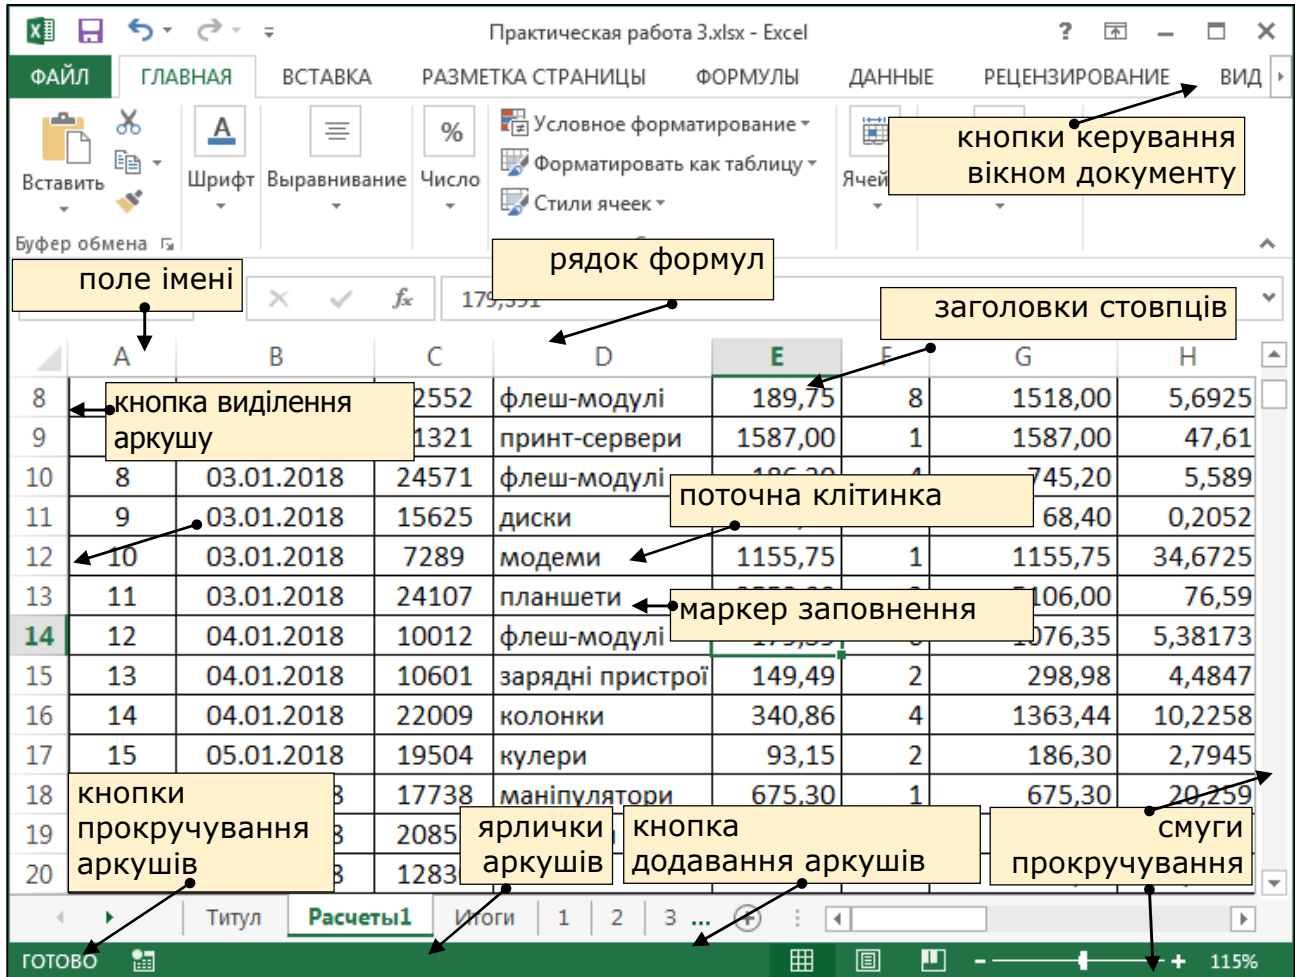 Практическая работа 3.xlsx - Excel
ФАЙЛ ГЛАВНАЯ ВСТАВКА РАЗМЕТКА СТРАНИЦЫ ФОРМУЛЫ ДАННЫЕ РЕЦЕНЗИРОВАНИЕ ВИД
Вставить
Буфер обмена
Шрифт
Выравнивание
%
Число
Условное форматирование
Форматировать как таблицу
Стили ячеек
кнопки керування
вікном документу
поле імені
рядок формул
заголовки стовпців
fx
A B C D E F G H
8 2552 флеш-модулі 189,75 8 1518,00 5,6925
кнопка виділення
аркушу
9 1321 принт-сервери 1587,00 1 1587,00 47,61
10 8 03.01.2018 24571 флеш-модулі 745,20 5,589
поточна клітинка
11 9 03.01.2018 15625 диски 68,40 0,2052
12 10 03.01.2018 7289 модеми 1155,75 1 1155,75 34,6725
13 11 03.01.2018 24107 планшети 76,59
маркер заповнення
14 12 04.01.2018 10012 флеш-модулі 5,38173
15 13 04.01.2018 10601 зарядні пристрої 149,49 2 298,98 4,4847
16 14 04.01.2018 22009 колонки 340,86 4 1363,44 10,2258
17 15 05.01.2018 19504 кулери 93,15 2 186,30 2,7945
18 17738 маніпулятори 675,30 1 675,30 20,259
19
20
кнопки
прокручування
аркушів
ярлички
аркушів
кнопка
додавання аркушів
смуги
прокручування
Титул Расчеты1 Итоги 1 2 3 ...
ГОТОВО 115%